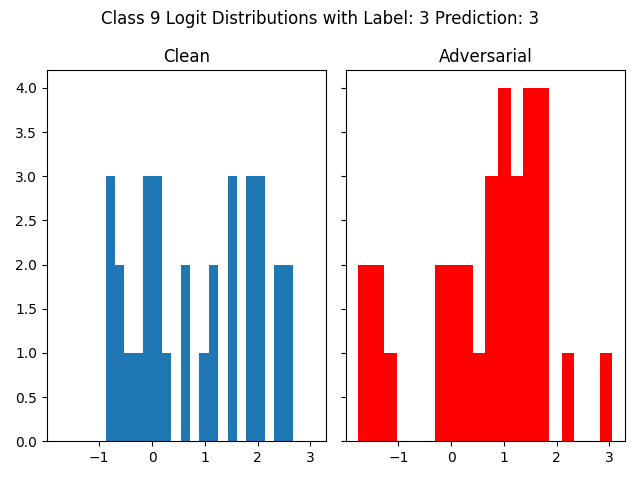 Class 9 Logit Distributions with Label: 3 Prediction: 3
Clean
Adversarial
4.0
3.5
3.0
2.5
2.0
1.5
1.0
0.5
0.0
−1 0 1 2 3
−1 0 1 2 3